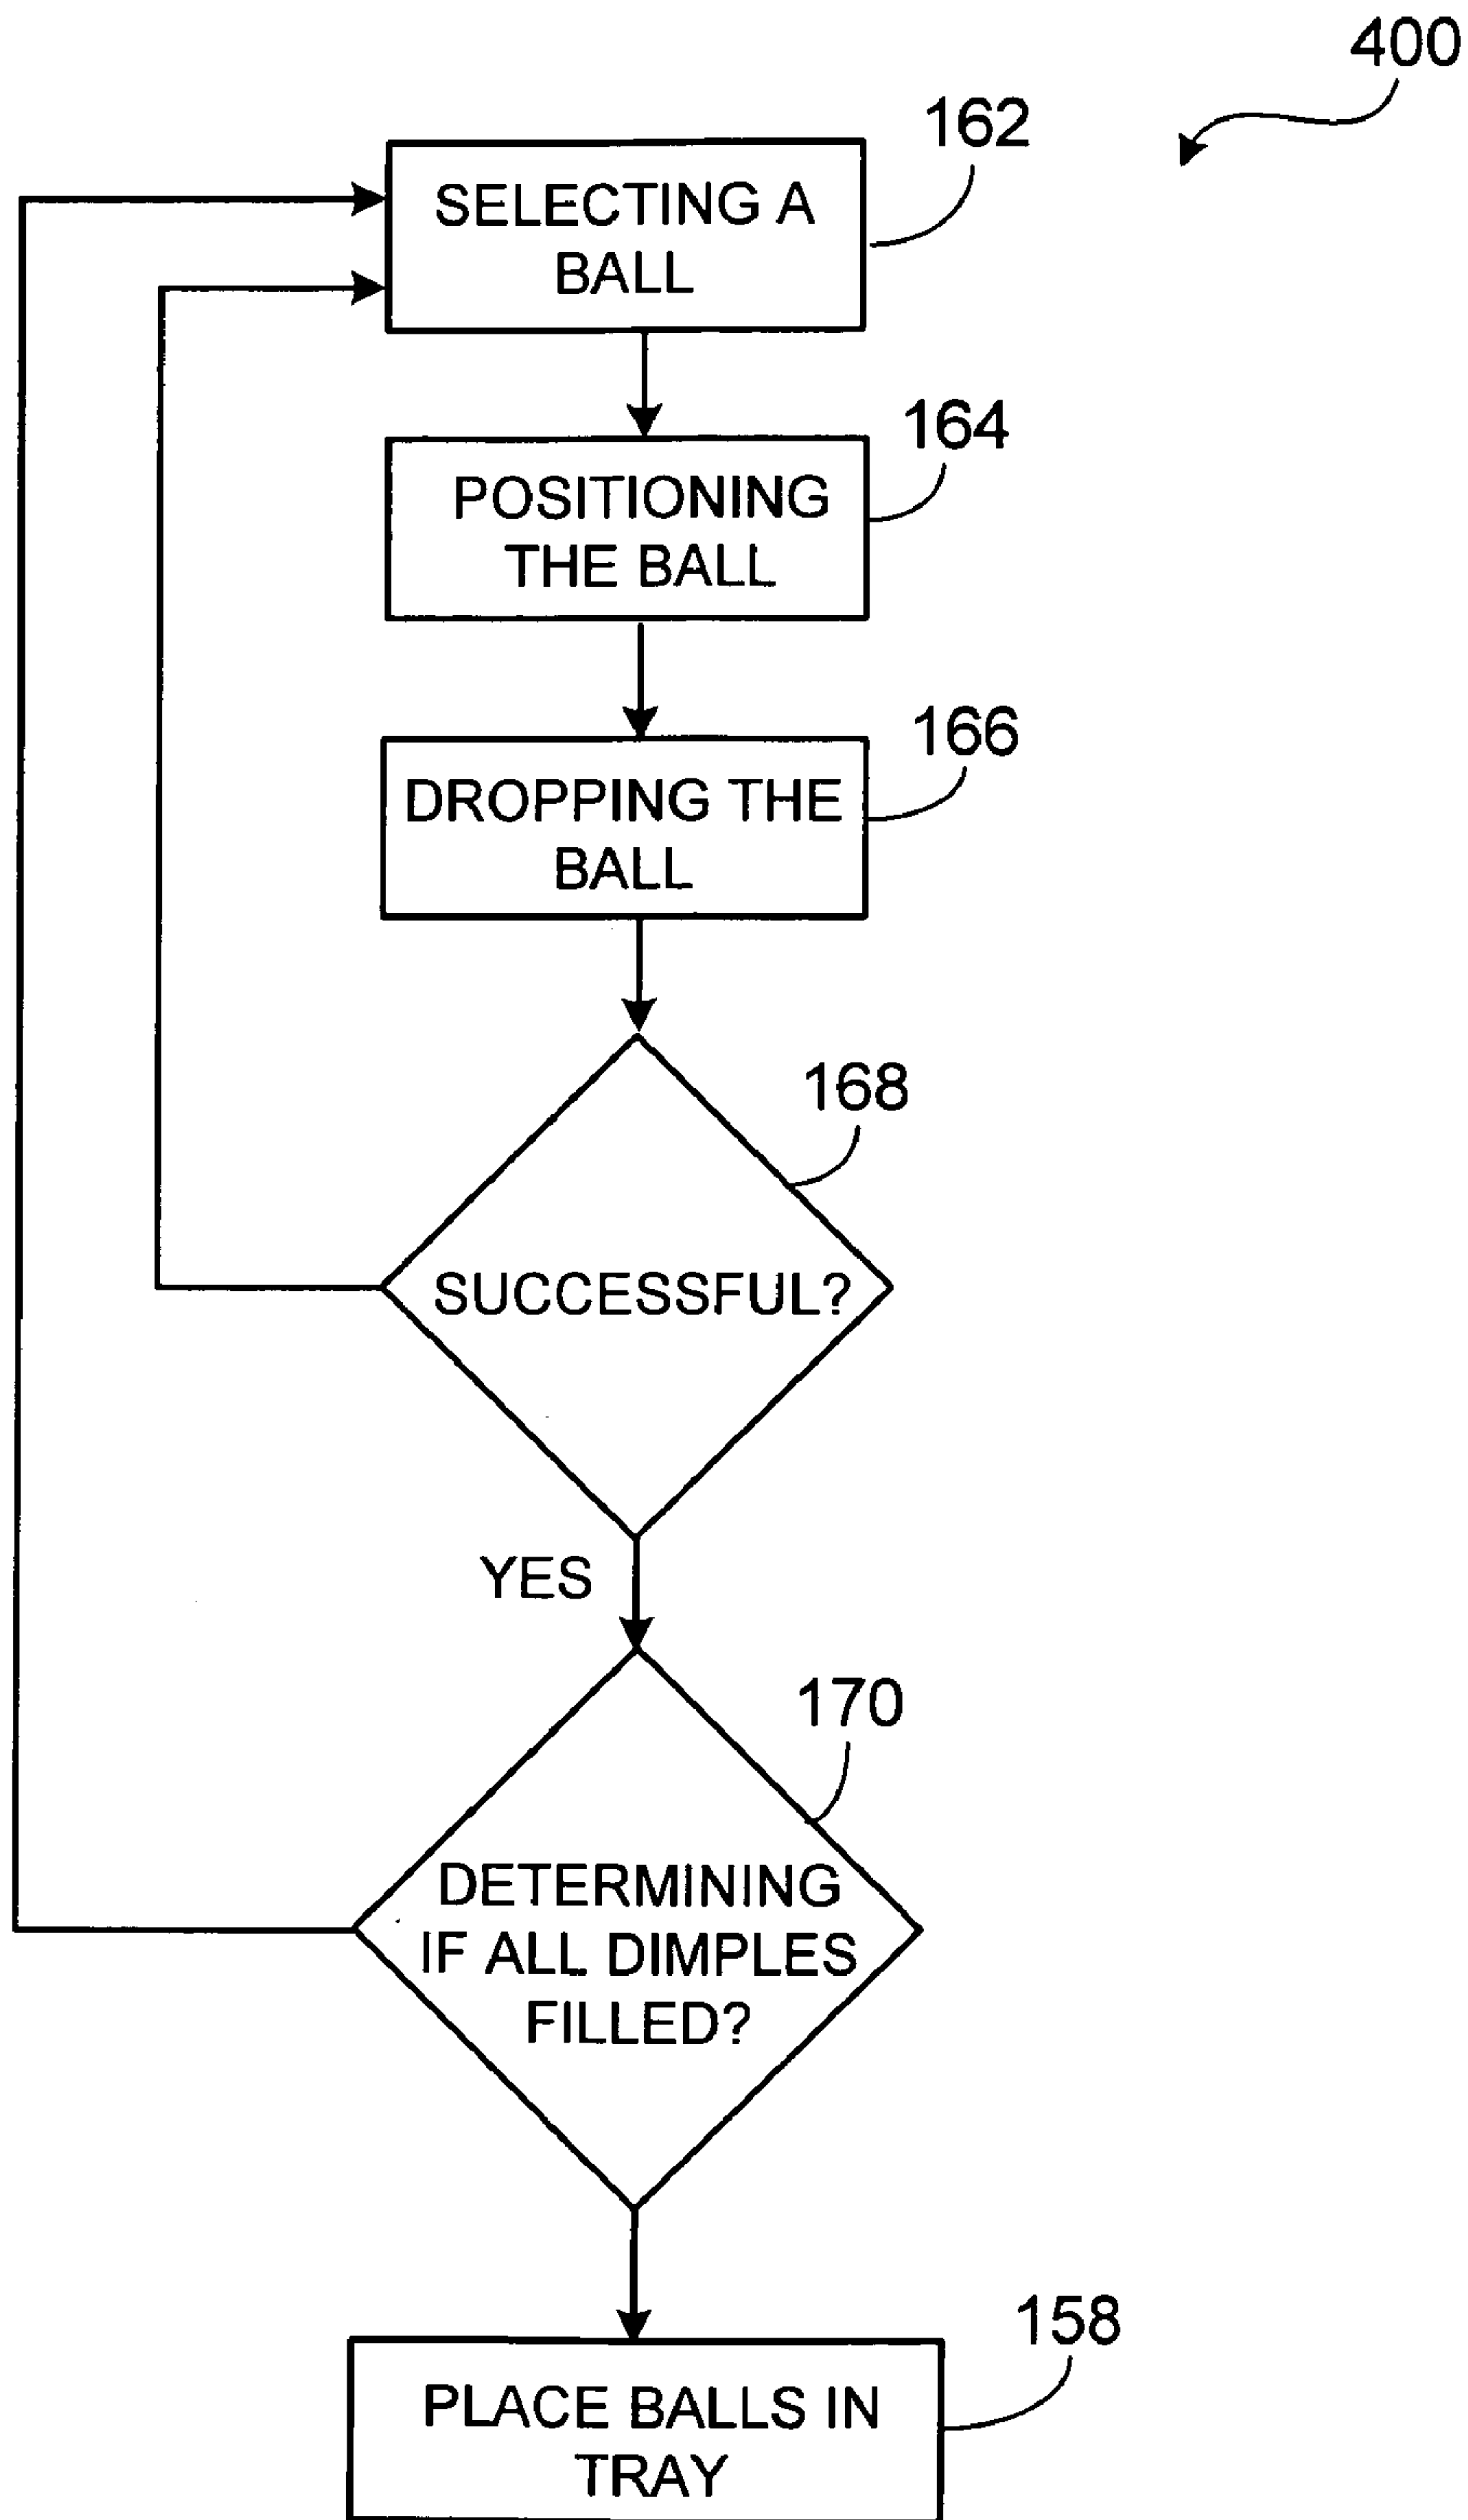 400
162
SELECTING A
BALL
164
POSITIONING
THE BALL
166
DROPPING THE
BALL
168
SUCCESSFUL?
YES
170
DETERMINING
IF ALL DIMPLES
FILLED?
158
PLACE BALLS IN
TRAY